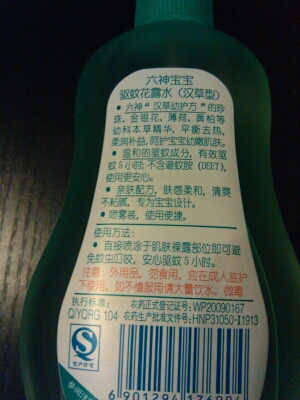 六神宝宝
驱蚊花露水（汉草型）
• 六神“汉草幼护方”的珍
珠、金银花、薄荷、黄柏等
幼科本草精华，平衡去热、
柔润补益，呵护宝宝幼嫩肌肤。
• 温和的驱蚊成分，有效驱
蚊5小时；不含避蚊胺（DEET），
使用更安心。
• 亲肤配方，肤感柔和，清爽
不粘腻，专为宝宝设计。
• 喷雾装，使用便捷。
使用方法：
• 直接喷涂于肌肤裸露部位即可避
免蚊虫叮咬，安心驱蚊5小时。
注意：外用品，勿食用，应在成人监护
下使用。如不慎服用请大量饮水。微毒
执行标准： 农药正式登记证号：WP20090167
Q/YQRG 104 农药生产批准文件号：HNP31050-I1913
QS
生产许可